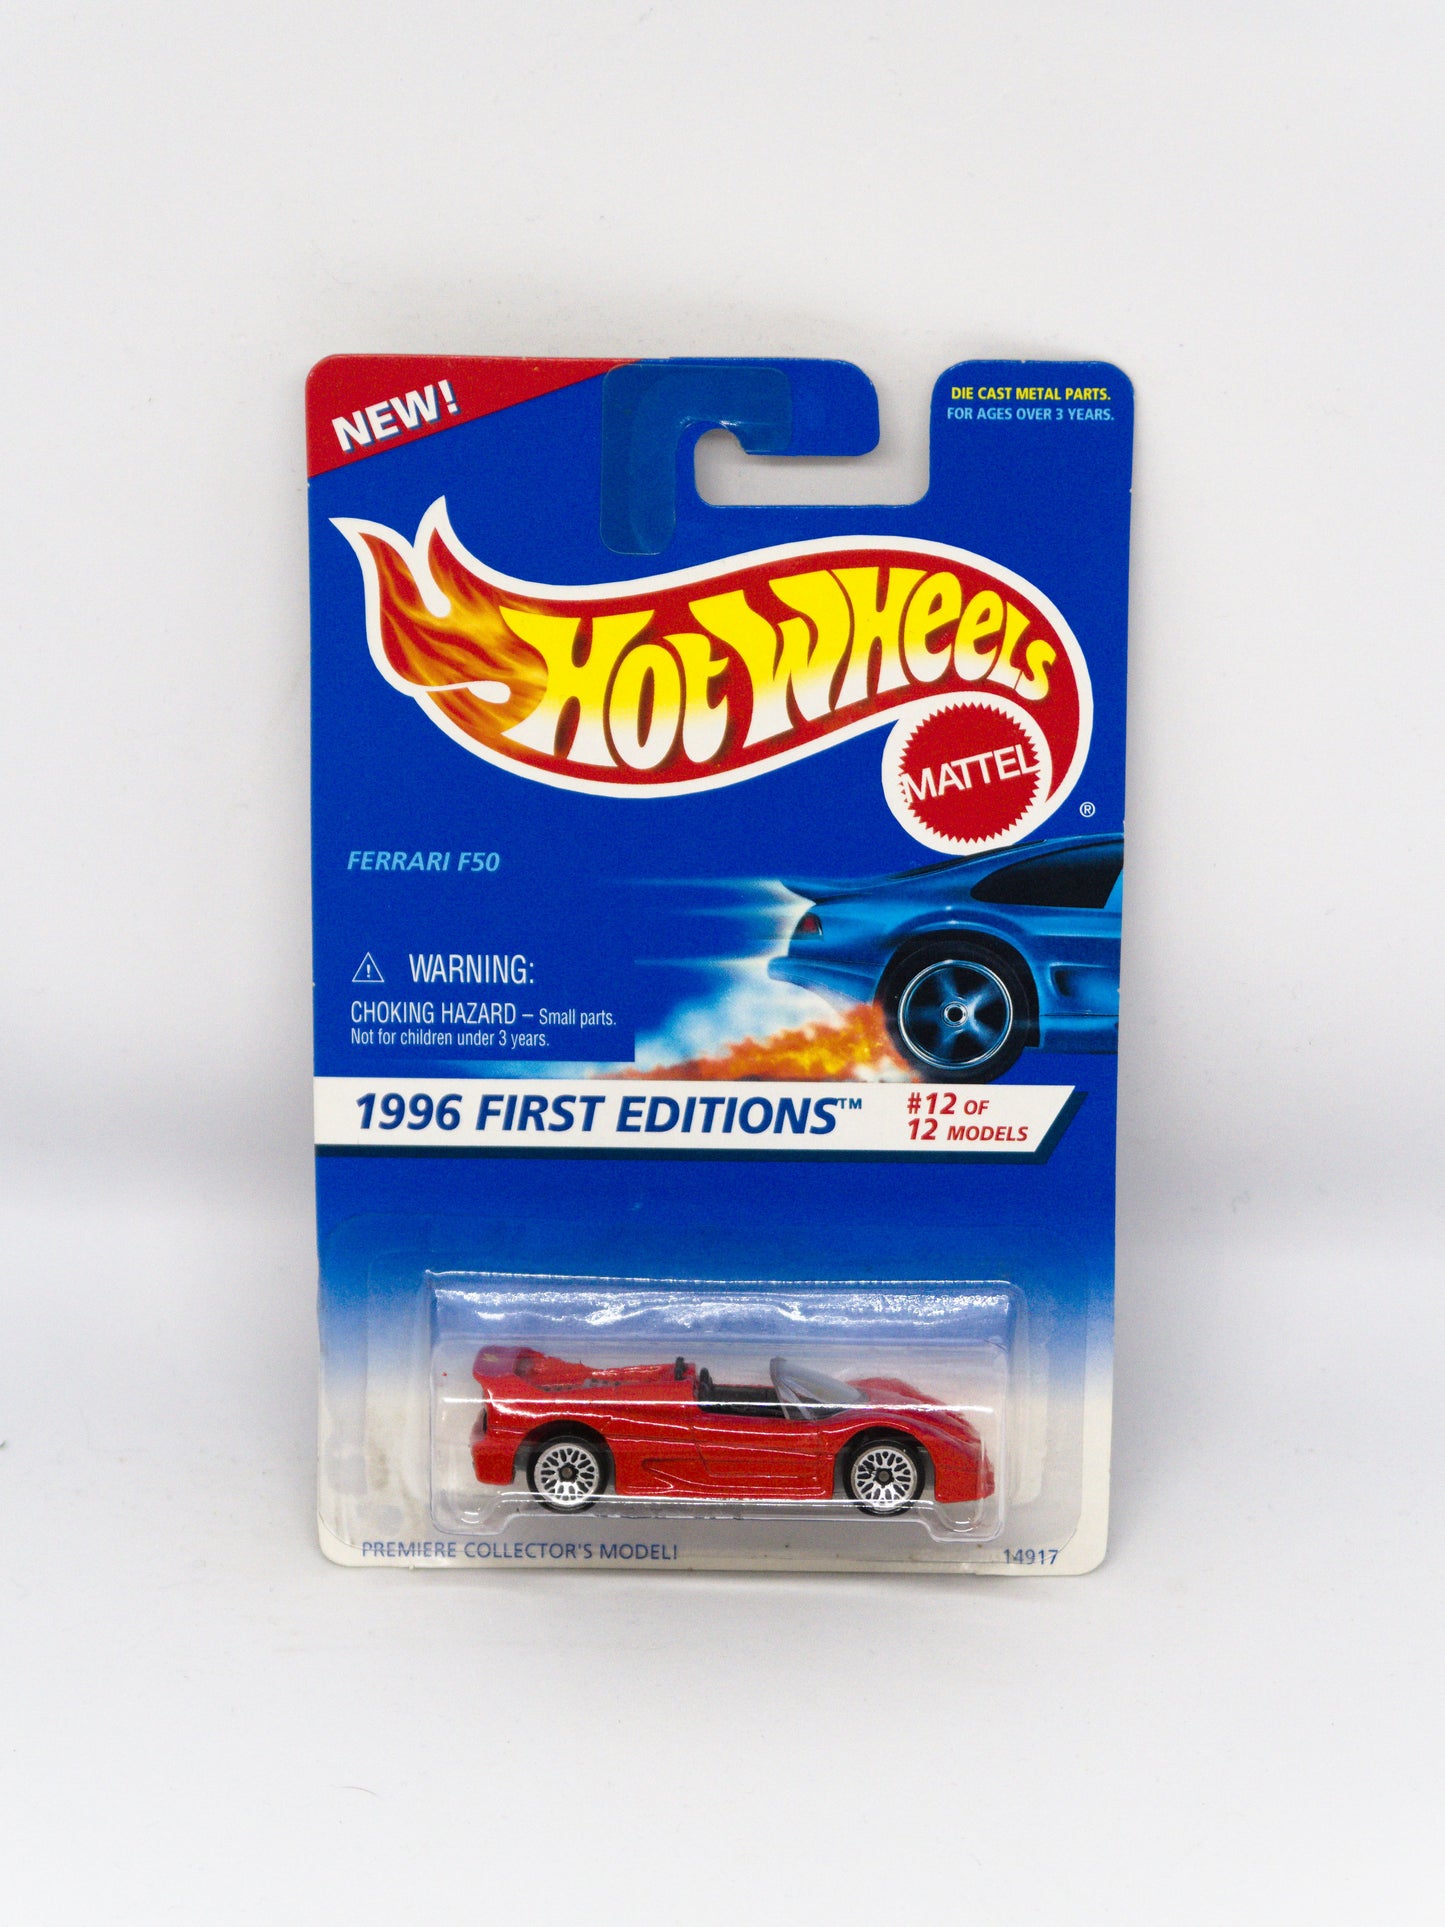 NEW!
DIE CAST METAL PARTS.
FOR AGES OVER 3 YEARS.
HOT WHEELS
MATTEL
®
FERRARI F50
WARNING:
CHOKING HAZARD – Small parts.
Not for children under 3 years.
1996 FIRST EDITIONS™
#12 OF
12 MODELS
PREMIERE COLLECTOR'S MODEL!
14917